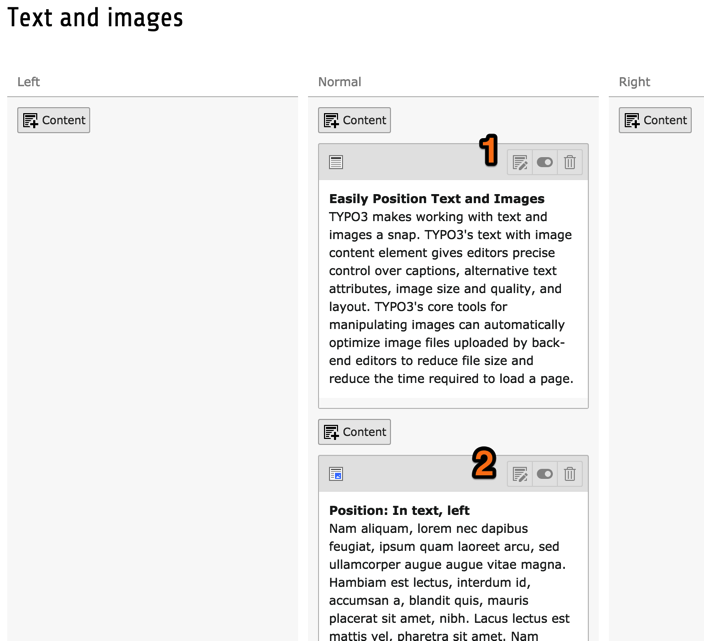 Text and images
Left
Normal
Right
Content
Content
Content
1
Easily Position Text and Images
TYPO3 makes working with text and
images a snap. TYPO3's text with image
content element gives editors precise
control over captions, alternative text
attributes, image size and quality, and
layout. TYPO3's core tools for
manipulating images can automatically
optimize image files uploaded by back-
end editors to reduce file size and
reduce the time required to load a page.
Content
2
Position: In text, left
Nam aliquam, lorem nec dapibus
feugiat, ipsum quam laoreet arcu, sed
ullamcorper augue augue vitae magna.
Hambiam est lectus, interdum id,
accumsan a, blandit quis, mauris
placerat sit amet, nibh. Lacus lectus est
mattis vel, pharetra sit amet. Nam